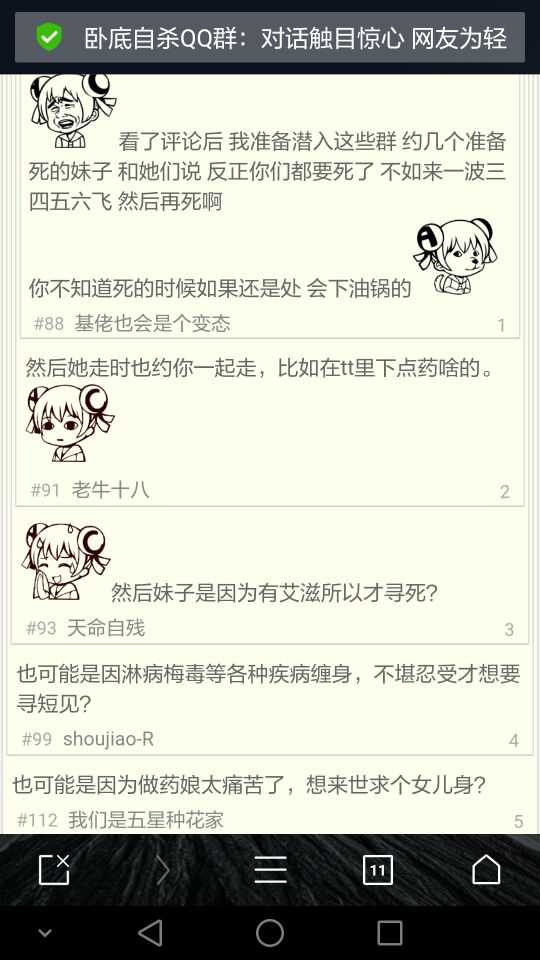 卧底自杀QQ群：对话触目惊心 网友为轻
看了评论后 我准备潜入这些群 约几个准备
死的妹子 和她们说 反正你们都要死了 不如来一波三
四五六飞 然后再死啊
你不知道死的时候如果还是处 会下油锅的
#88 基佬也会是个变态 1
然后她走时也约你一起走，比如在tt里下点药啥的。
#91 老牛十八 2
然后妹子是因为有艾滋所以才寻死?
#93 天命自残 3
也可能是因淋病梅毒等各种疾病缠身，不堪忍受才想要
寻短见?
#99 shoujiao-R 4
也可能是因为做药娘太痛苦了，想来世求个女儿身?
#112 我们是五星种花家 5
11